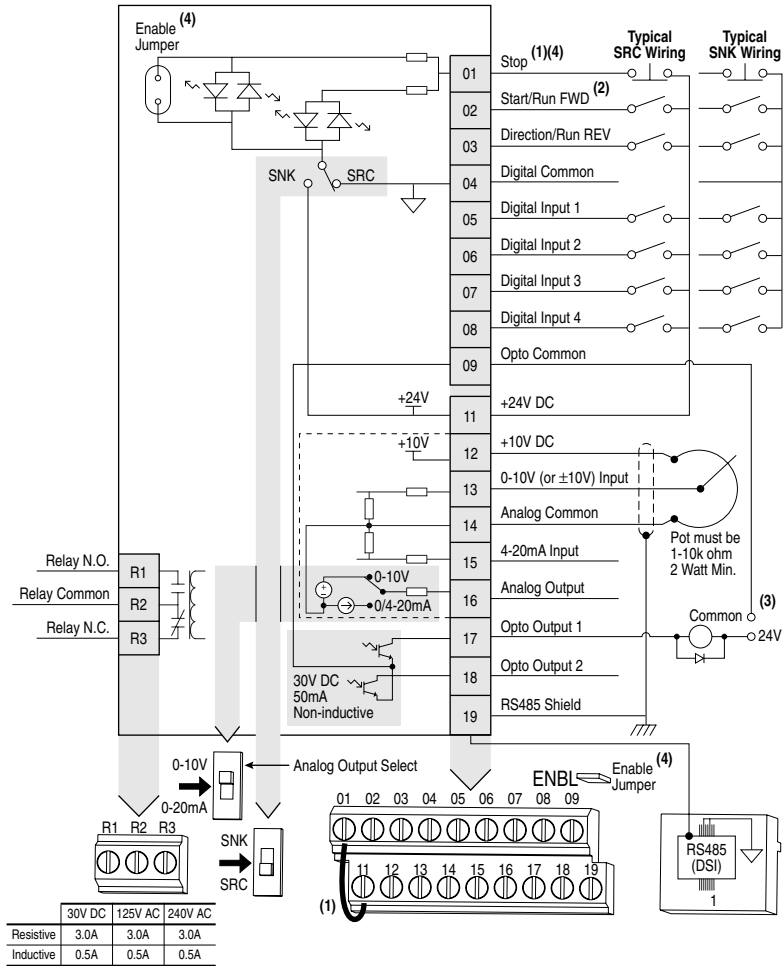 Enable (4)
Jumper
Typical
SRC Wiring
Typical
SNK Wiring
01 Stop (1)(4)
02 Start/Run FWD (2)
03 Direction/Run REV
SNK SRC
04 Digital Common
05 Digital Input 1
06 Digital Input 2
07 Digital Input 3
08 Digital Input 4
09 Opto Common
+24V
11 +24V DC
+10V
12 +10V DC
13 0-10V (or ±10V) Input
14 Analog Common
Pot must be
1-10k ohm
2 Watt Min.
15 4-20mA Input
Relay N.O. R1
Relay Common R2
Relay N.C. R3
0-10V
0/4-20mA
16 Analog Output
Common (3)
24V
17 Opto Output 1
18 Opto Output 2
30V DC
50mA
Non-inductive
19 RS485 Shield
0-10V
0-20mA
Analog Output Select
ENBL Enable (4)
Jumper
01 02 03 04 05 06 07 08 09
11 12 13 14 15 16 17 18 19
(1)
R1 R2 R3
SNK
SRC
RS485
(DSI)
1
30V DC 125V AC 240V AC
Resistive 3.0A 3.0A 3.0A
Inductive 0.5A 0.5A 0.5A